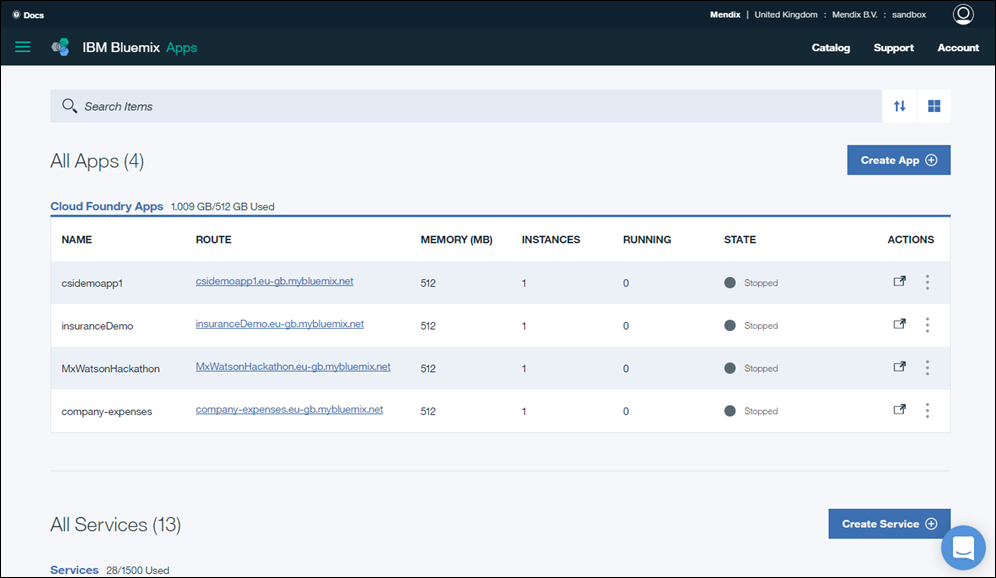 Docs
Mendix | United Kingdom : Mendix B.V. : sandbox
IBM Bluemix Apps
Catalog Support Account
Search Items
All Apps (4)
Create App
Cloud Foundry Apps 1.009 GB/512 GB Used
NAME ROUTE MEMORY (MB) INSTANCES RUNNING STATE ACTIONS
csidemoapp1 csidemoapp1.eu-gb.mybluemix.net 512 1 0 Stopped
insuranceDemo insuranceDemo.eu-gb.mybluemix.net 512 1 0 Stopped
MxWatsonHackathon MxWatsonHackathon.eu-gb.mybluemix.net 512 1 0 Stopped
company-expenses company-expenses.eu-gb.mybluemix.net 512 1 0 Stopped
All Services (13)
Create Service
Services 28/1500 Used